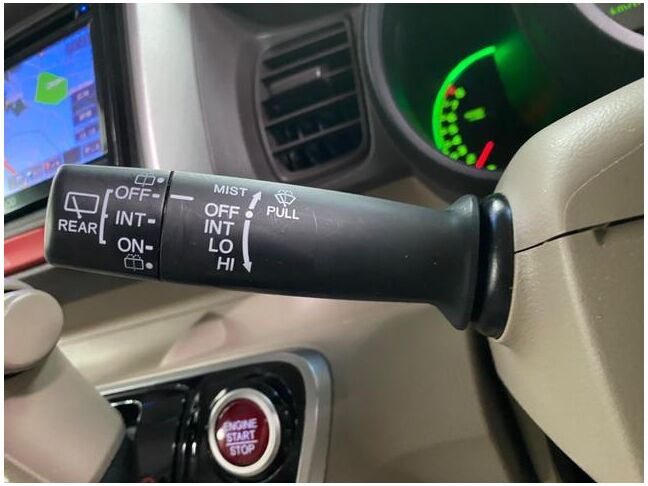 OFF
INT
ON
REAR
MIST
OFF
INT
LO
HI
PULL
ENGINE
START
STOP